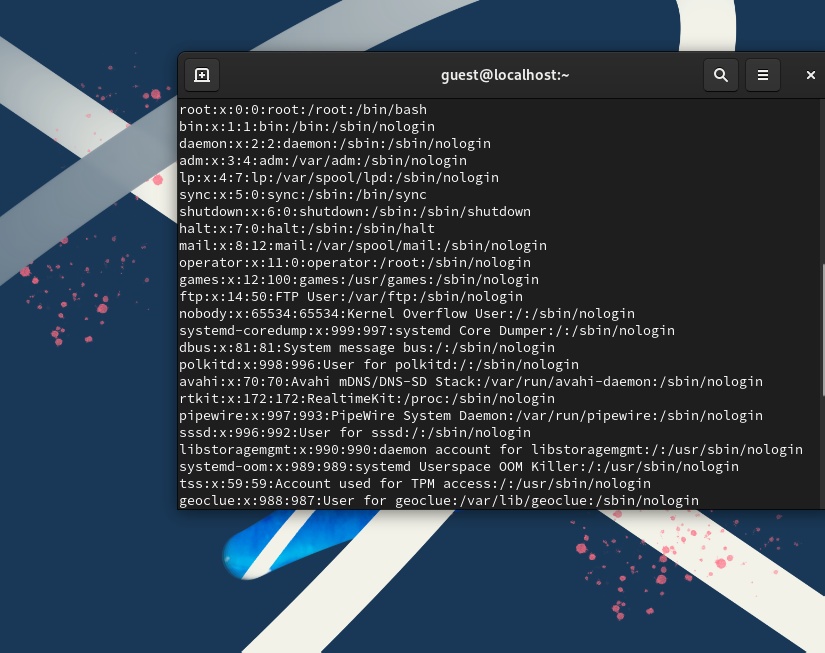 guest@localhost:~
root:x:0:0:root:/root:/bin/bash
bin:x:1:1:bin:/bin:/sbin/nologin
daemon:x:2:2:daemon:/sbin:/sbin/nologin
adm:x:3:4:adm:/var/adm:/sbin/nologin
lp:x:4:7:lp:/var/spool/lpd:/sbin/nologin
sync:x:5:0:sync:/sbin:/bin/sync
shutdown:x:6:0:shutdown:/sbin:/sbin/shutdown
halt:x:7:0:halt:/sbin:/sbin/halt
mail:x:8:12:mail:/var/spool/mail:/sbin/nologin
operator:x:11:0:operator:/root:/sbin/nologin
games:x:12:100:games:/usr/games:/sbin/nologin
ftp:x:14:50:FTP User:/var/ftp:/sbin/nologin
nobody:x:65534:65534:Kernel Overflow User:/:/sbin/nologin
systemd-coredump:x:999:997:systemd Core Dumper:/:/sbin/nologin
dbus:x:81:81:System message bus:/:/sbin/nologin
polkitd:x:998:996:User for polkitd:/:/sbin/nologin
avahi:x:70:70:Avahi mDNS/DNS-SD Stack:/var/run/avahi-daemon:/sbin/nologin
rtkit:x:172:172:RealtimeKit:/proc:/sbin/nologin
pipewire:x:997:993:PipeWire System Daemon:/var/run/pipewire:/sbin/nologin
sssd:x:996:992:User for sssd:/:/sbin/nologin
libstoragemgmt:x:990:990:daemon account for libstoragemgmt:/:/usr/sbin/nologin
systemd-oom:x:989:989:systemd Userspace OOM Killer:/:/usr/sbin/nologin
tss:x:59:59:Account used for TPM access:/:/usr/sbin/nologin
geoclue:x:988:987:User for geoclue:/var/lib/geoclue:/sbin/nologin